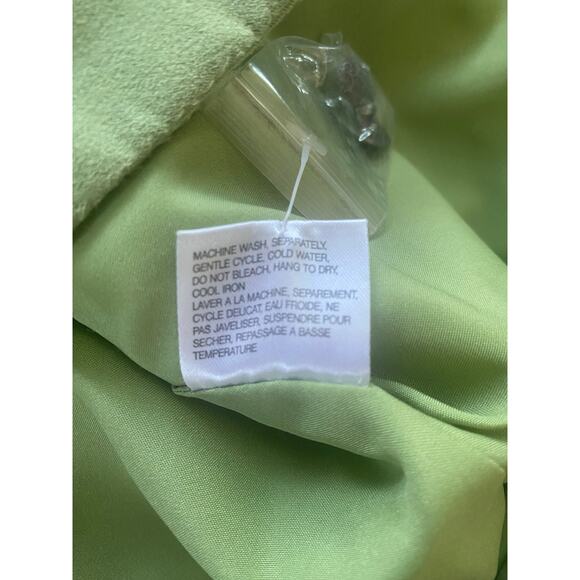 MACHINE WASH, SEPARATELY,
GENTLE CYCLE, COLD WATER,
DO NOT BLEACH, HANG TO DRY,
COOL IRON
LAVER A LA MACHINE, SEPAREMENT,
CYCLE DELICAT, EAU FROIDE, NE
PAS JAVELISER, SUSPENDRE POUR
SECHER, REPASSAGE A BASSE
TEMPERATURE